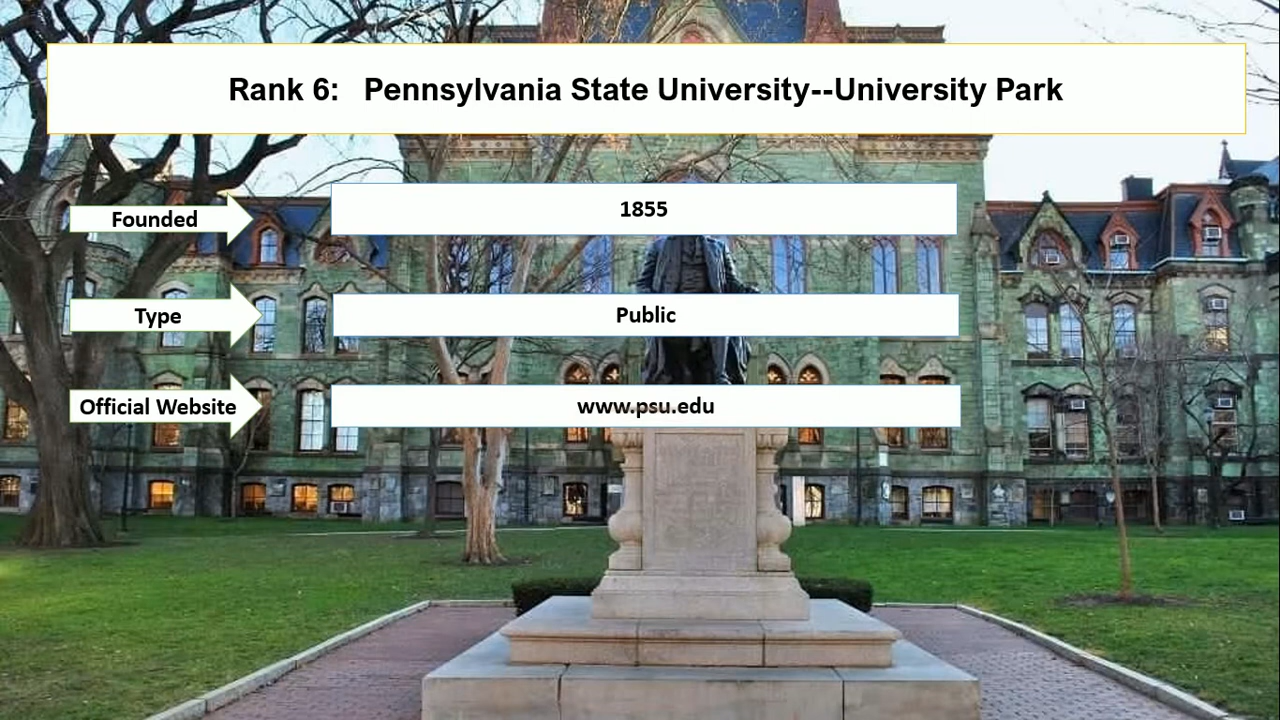 Rank 6: Pennsylvania State University--University Park
Founded
1855
Type
Public
Official Website
www.psu.edu